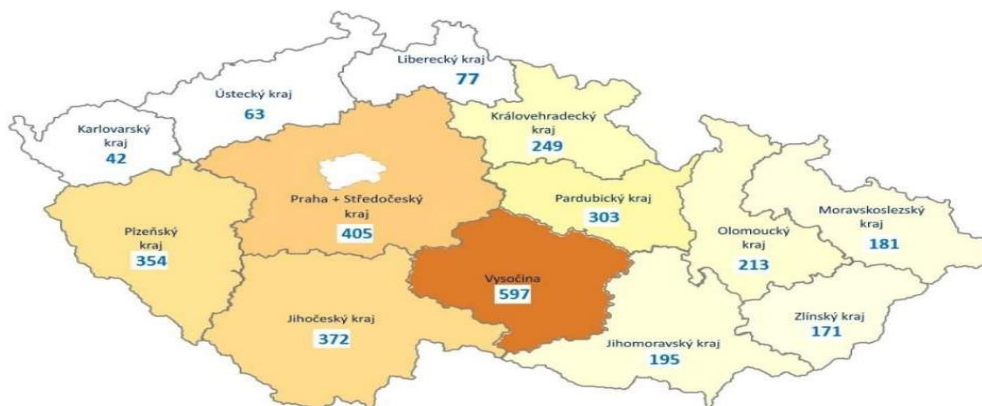 Liberecký kraj
77
Ústecký kraj
63
Královehradecký
kraj
249
Karlovarský
kraj
42
Praha + Středočeský
kraj
405
Pardubický kraj
303
Moravskoslezský
kraj
181
Plzeňský
kraj
354
Olomoucký
kraj
213
Vysočina
597
Jihočeský kraj
372
Zlínský kraj
171
Jihomoravský kraj
195